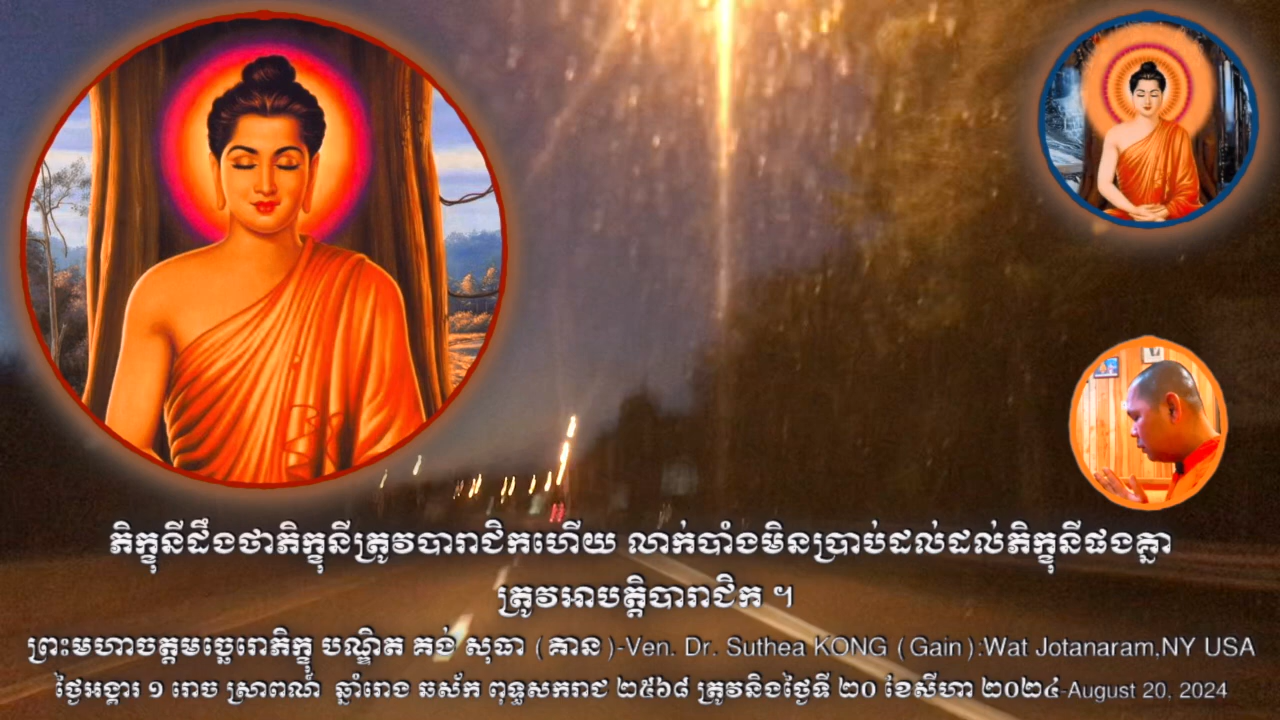 ភិក្ខុនីដឹងថាភិក្ខុនីត្រូវបារាជិកហើយ លាក់បាំងមិនប្រាប់ដល់ដល់ភិក្ខុនីផងគ្នា
ត្រូវអាបត្តិបារាជិក ។
ព្រះមហាចត្តមច្ឆេរោភិក្ខុ បណ្ឌិត គង់ សុធា (គាន)-Ven. Dr. Suthea KONG (Gain):Wat Jotanaram,NY USA
ថ្ងៃអង្គារ ១ រោច ស្រាពណ៍ ឆ្នាំរោង ឆស័ក ពុទ្ធសករាជ ២៥៦៨ ត្រូវនិងថ្ងៃទី ២០ ខែសីហា ២០២៤-August 20, 2024